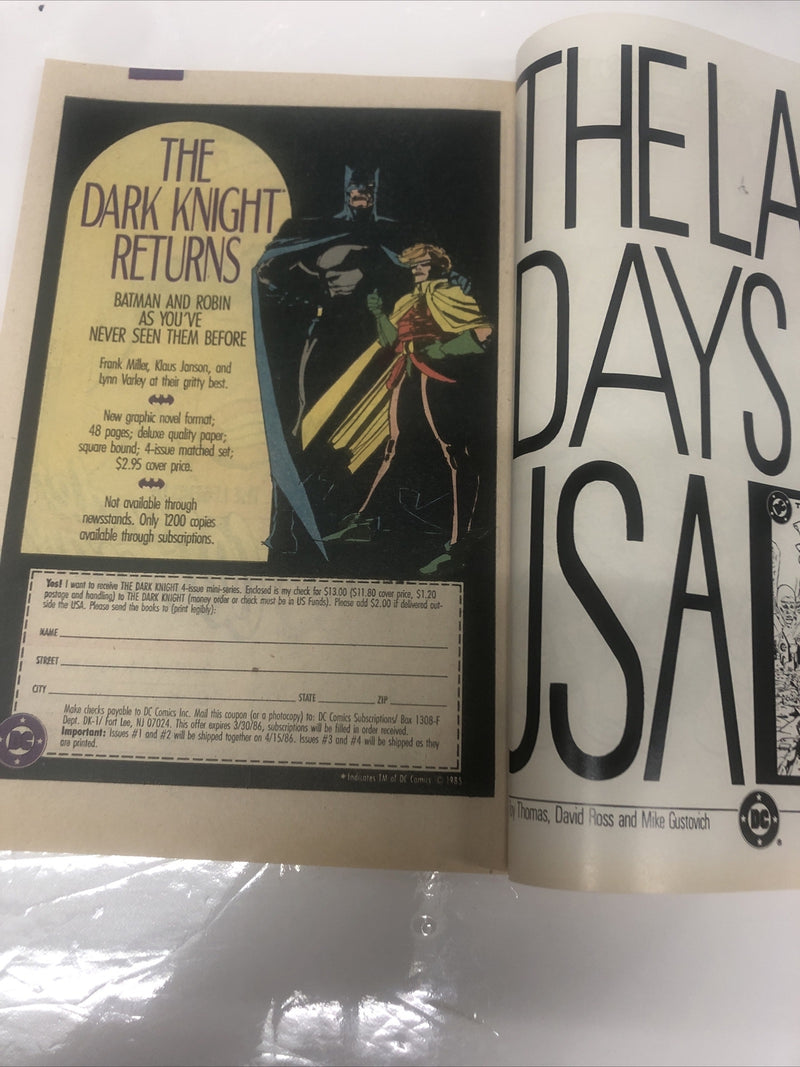 THE
DARK KNIGHT™
RETURNS
BATMAN AND ROBIN
AS YOU'VE
NEVER SEEN THEM BEFORE
Frank Miller, Klaus Janson, and
Lynn Varley at their gritty best.
New graphic novel format;
48 pages; deluxe quality paper;
square bound; 4-issue matched set;
$2.95 cover price.
Not available through
newsstands. Only 1200 copies
available through subscriptions.
Yes! I want to receive THE DARK KNIGHT 4-issue mini-series. Enclosed is my check for $13.00 ($11.80 cover price, $1.20
postage and handling) to THE DARK KNIGHT (money order or check must be in US Funds). Please add $2.00 if delivered out-
side the USA. Please send the books to (print legibly):
NAME
STREET
CITY STATE ZIP
Make checks payable to DC Comics Inc. Mail this coupon (or a photocopy) to: DC Comics Subscriptions/ Box 1308-F
Dept. DK-1/ Fort Lee, NJ 07024. This offer expires 3/30/86, subscriptions will be filled in order received.
Important: Issues #1 and #2 will be shipped together on 4/15/86. Issues #3 and #4 will be shipped as they
are printed.
DC
Indicates TM of DC Comics © 1985
THE LA
DAYS
USA
Thomas, David Ross and Mike Gustovich
DC